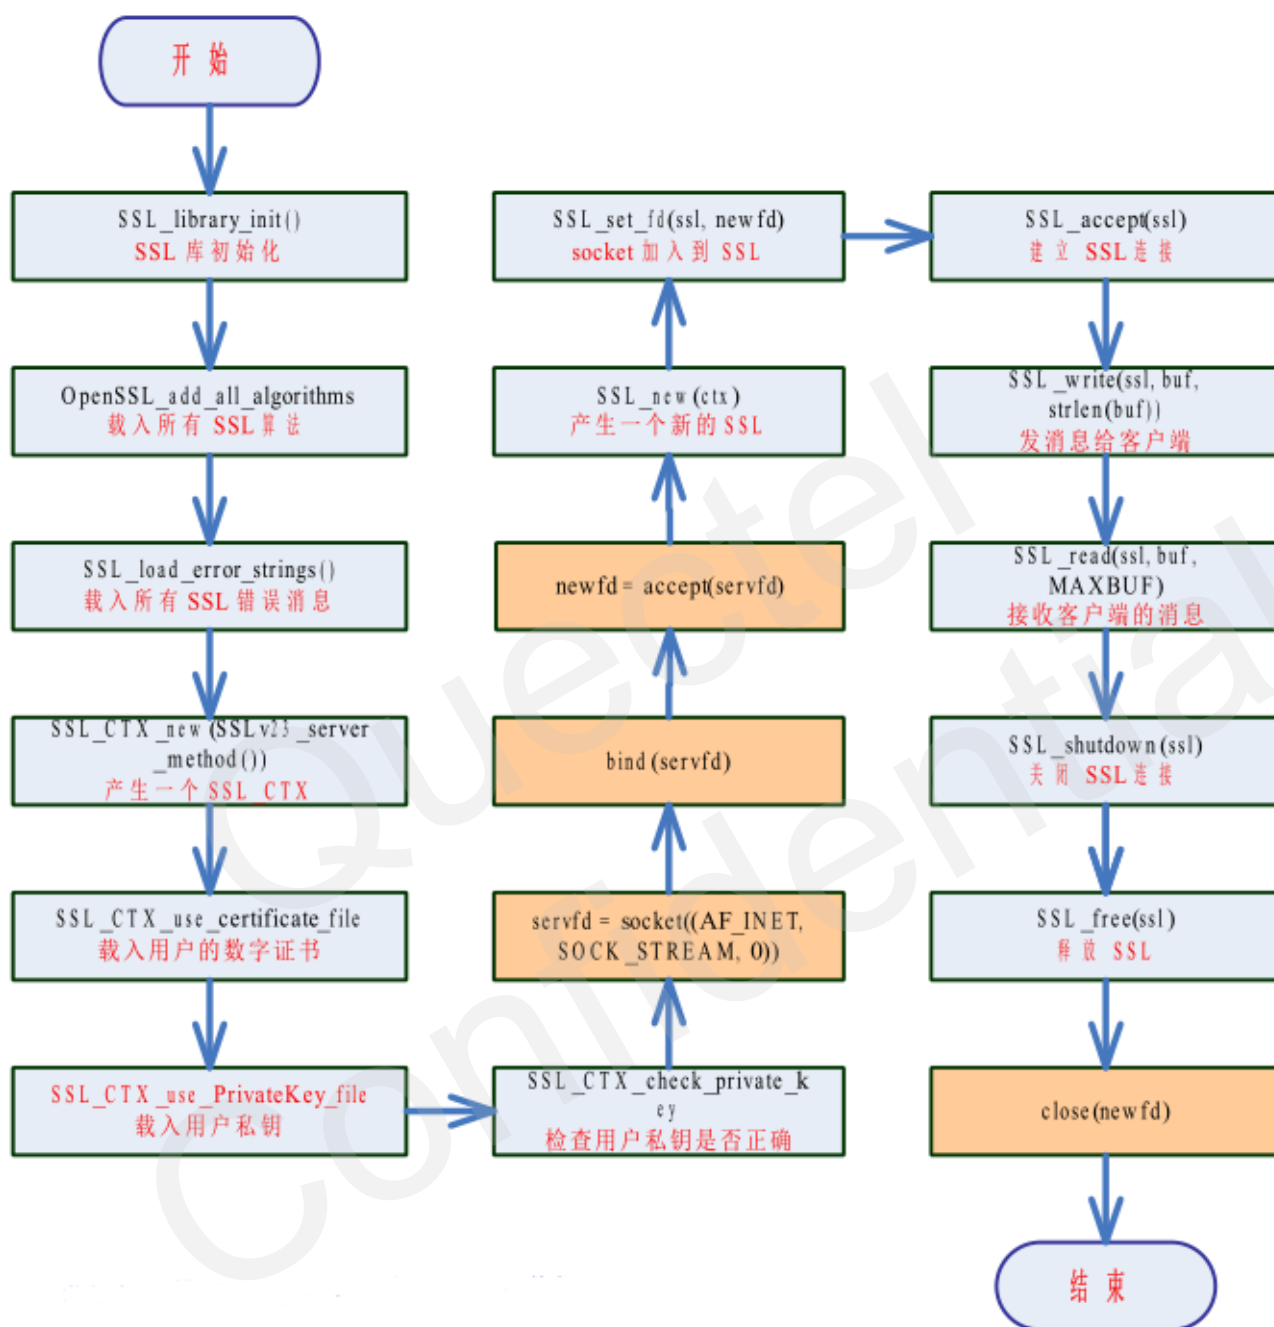 开始
SSL_library_init()
SSL 库初始化
OpenSSL_add_all_algorithms
载入所有 SSL 算法
SSL_load_error_strings()
载入所有 SSL 错误消息
SSL_CTX_new(SSLv23_server
_method())
产生一个 SSL_CTX
SSL_CTX_use_certificate_file
载入用户的数字证书
SSL_CTX_use_PrivateKey_file
载入用户私钥
SSL_CTX_check_private_k
ey
检查用户私钥是否正确
servfd = socket((AF_INET,
SOCK_STREAM, 0))
bind(servfd)
newfd = accept(servfd)
SSL_new(ctx)
产生一个新的 SSL
SSL_set_fd(ssl, newfd)
socket 加入到 SSL
SSL_accept(ssl)
建立 SSL 连接
SSL_write(ssl, buf,
strlen(buf))
发消息给客户端
SSL_read(ssl, buf,
MAXBUF)
接收客户端的消息
SSL_shutdown(ssl)
关闭 SSL 连接
SSL_free(ssl)
释放 SSL
close(newfd)
结束
Quectel
Confidential